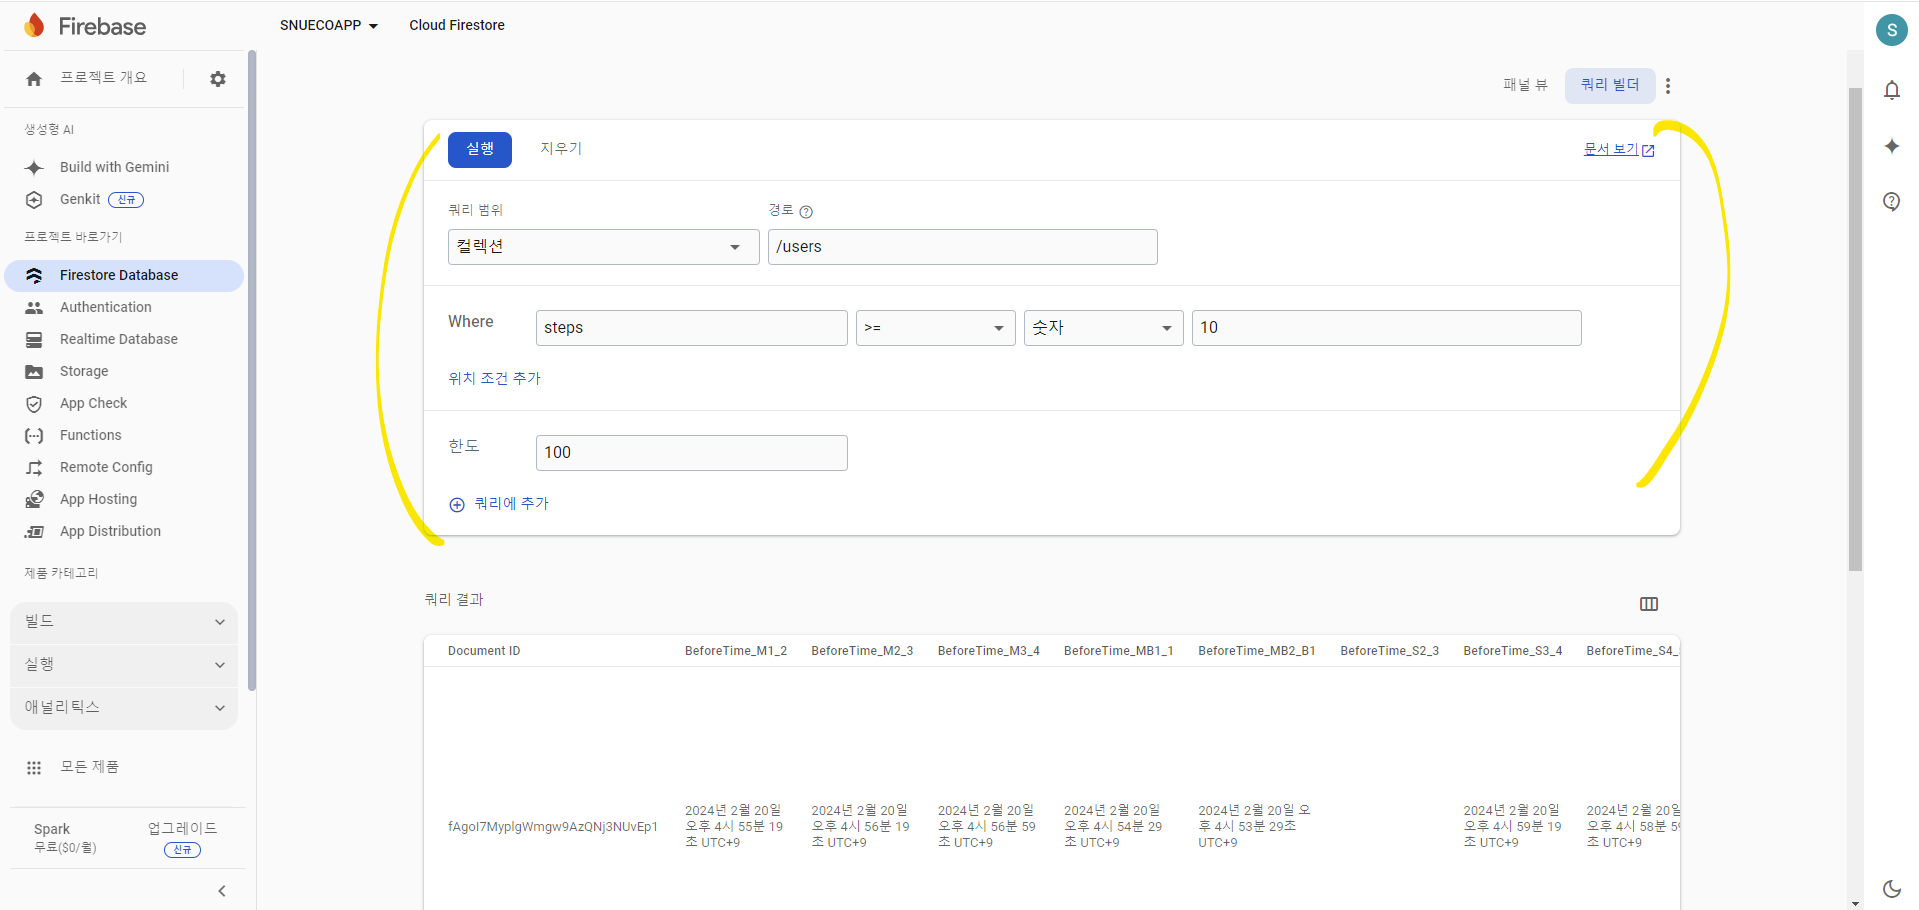 Firebase
SNUECOAPP
Cloud Firestore
S
프로젝트 개요
생성형 AI
Build with Gemini
Genkit 신규
프로젝트 바로가기
Firestore Database
Authentication
Realtime Database
Storage
App Check
Functions
Remote Config
App Hosting
App Distribution
제품 카테고리
빌드
실행
애널리틱스
모든 제품
Spark
무료($0/월)
업그레이드
신규
패널 뷰
쿼리 빌더
실행
지우기
문서 보기
쿼리 범위
경로
컬렉션
/users
Where
steps
>=
숫자
10
위치 조건 추가
한도
100
쿼리에 추가
쿼리 결과
Document ID
BeforeTime_M1_2
BeforeTime_M2_3
BeforeTime_M3_4
BeforeTime_MB1_1
BeforeTime_MB2_B1
BeforeTime_S2_3
BeforeTime_S3_4
BeforeTime_S4_
fAgoI7MyplgWmgw9AzQNj3NUvEp1
2024년 2월 20일
오후 4시 55분 19
초 UTC+9
2024년 2월 20일
오후 4시 56분 19
초 UTC+9
2024년 2월 20일
오후 4시 56분 59
초 UTC+9
2024년 2월 20일
오후 4시 54분 29
초 UTC+9
2024년 2월 20일 오
후 4시 53분 29초
UTC+9
2024년 2월 20일
오후 4시 59분 19
초 UTC+9
2024년 2월 20일
오후 4시 58분 59
초 UTC+9